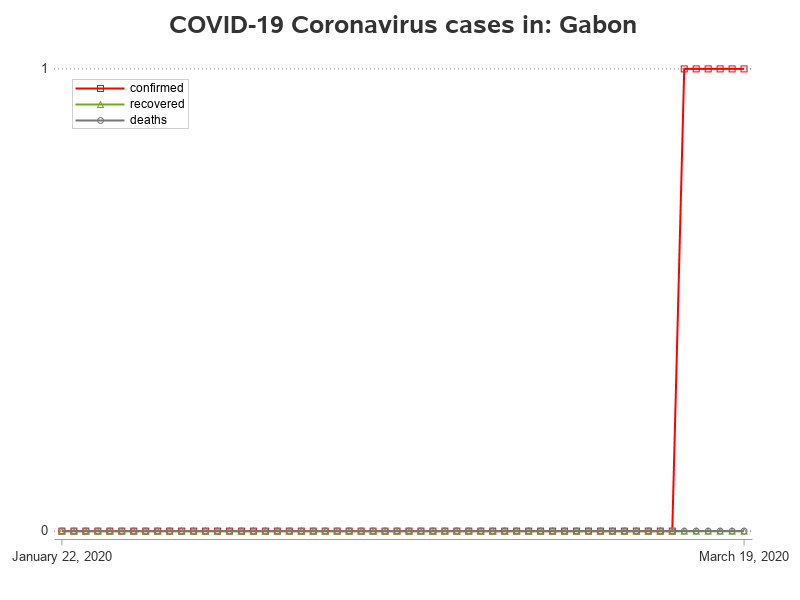 COVID-19 Coronavirus cases in: Gabon
1
confirmed
recovered
deaths
0
January 22, 2020
March 19, 2020